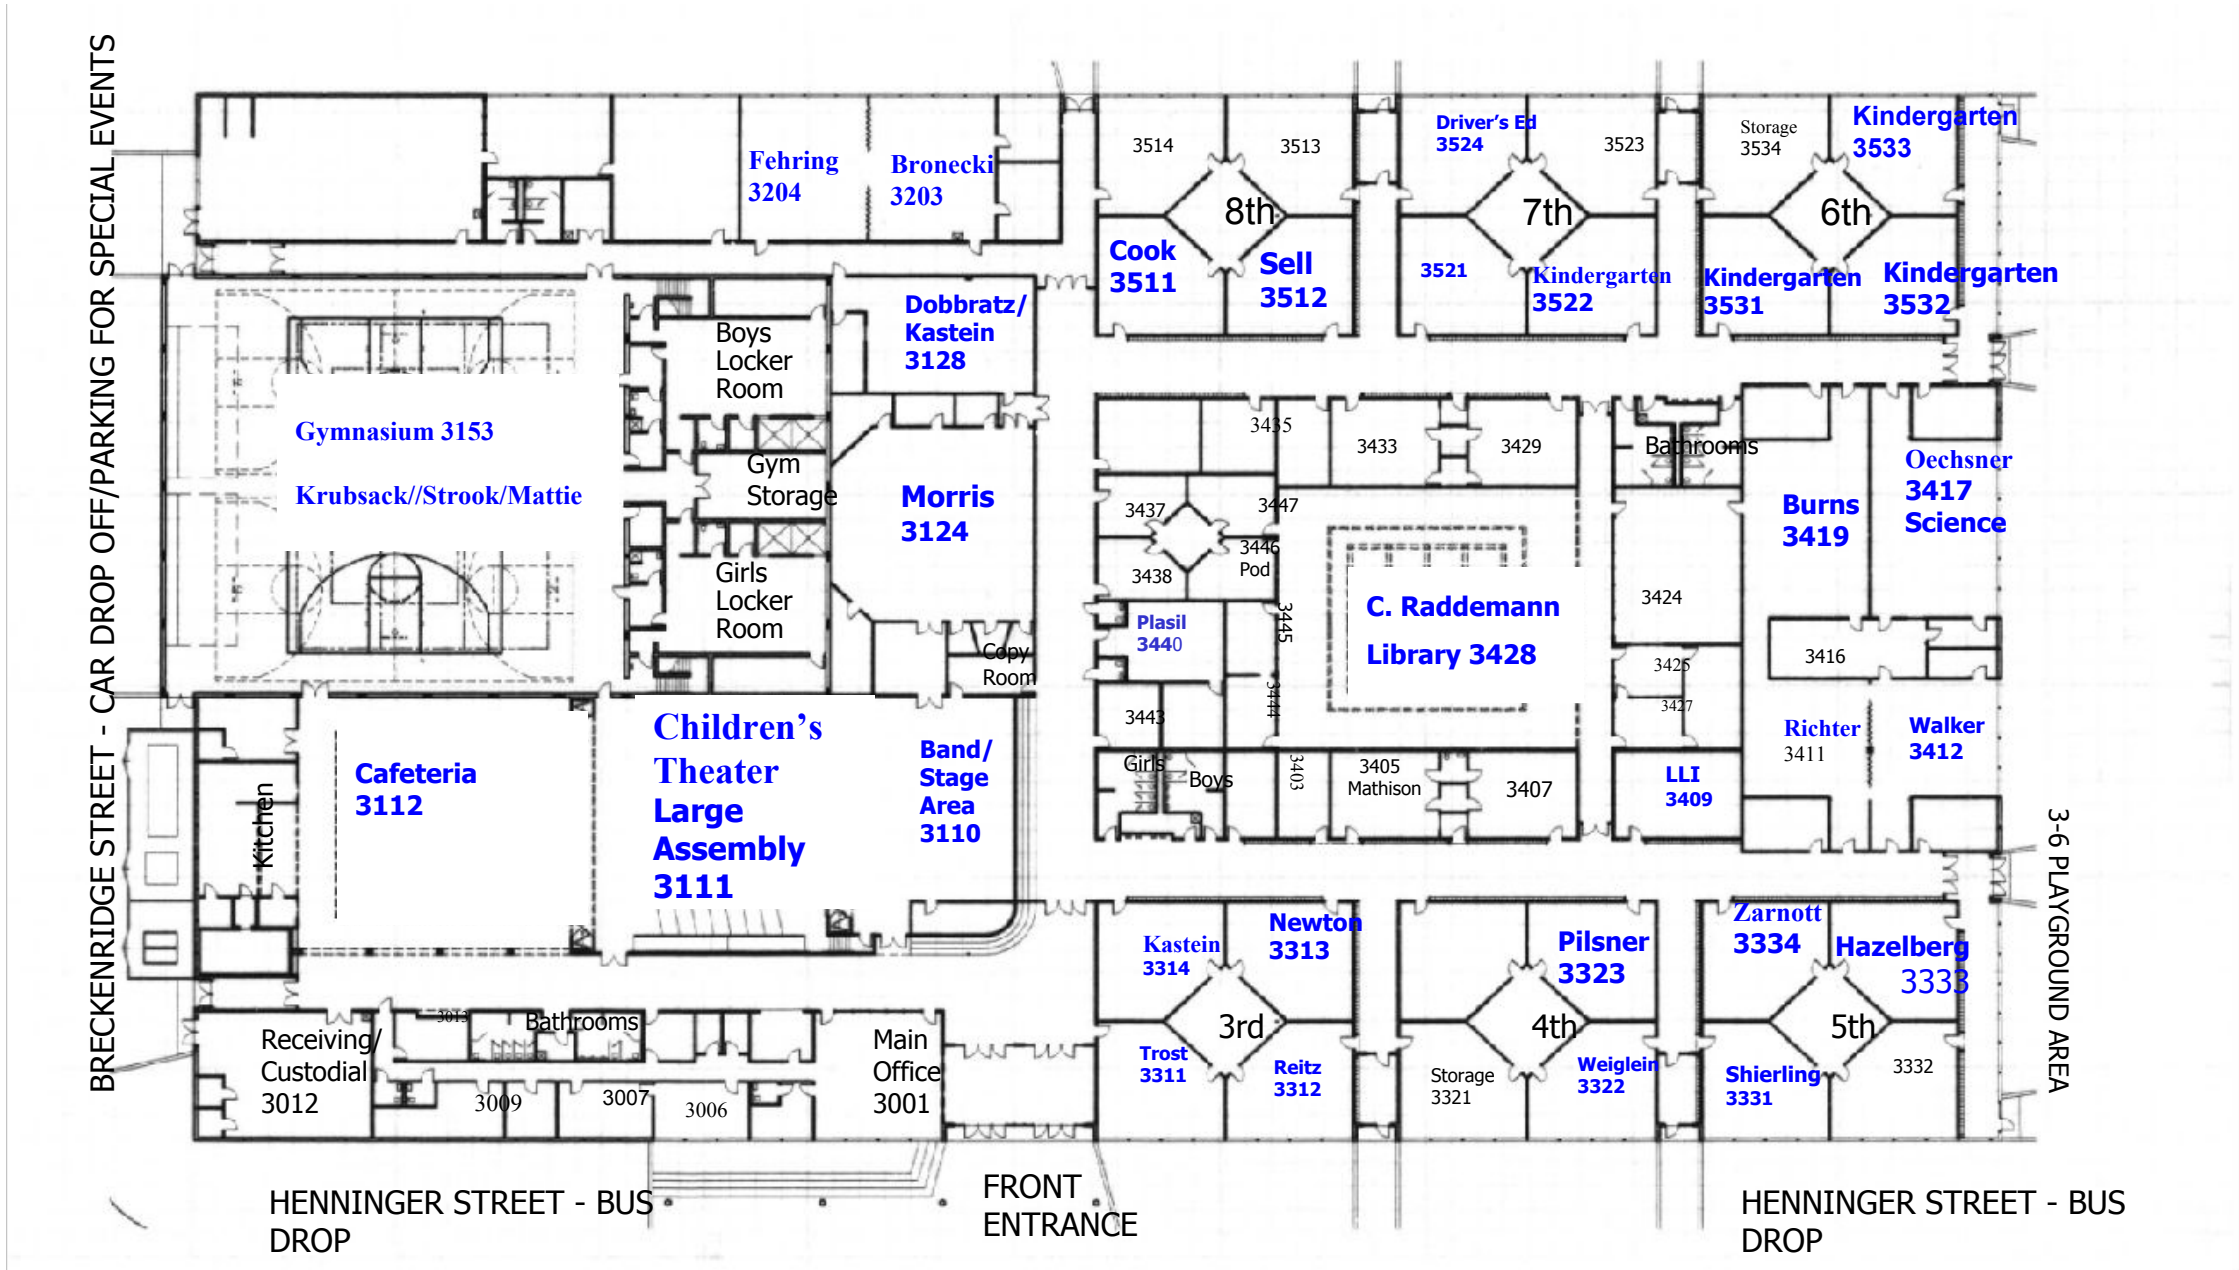 BRECKENRIDGE STREET - CAR DROP OFF/PARKING FOR SPECIAL EVENTS
Fehring
3204
Bronecki
3203
3514
3513
8th
Cook
3511
Sell
3512
Driver's Ed
3524
3523
7th
3521
Kindergarten
3522
Storage
3534
Kindergarten
3533
6th
Kindergarten
3531
Kindergarten
3532
Gymnasium 3153
Krubsack//Strook/Mattie
Boys
Locker
Room
Gym
Storage
Girls
Locker
Room
Dobbratz/
Kastein
3128
Morris
3124
Copy
Room
3435
3433
3429
Bathrooms
3437
3447
3438
3446
Pod
Plasil
3440
3445
3444
3443
C. Raddemann
Library 3428
3424
3425
3427
Burns
3419
Oechsner
3417
Science
3416
Richter
3411
Walker
3412
Girls
Boys
3403
3405
Mathison
3407
LLI
3409
Kitchen
Cafeteria
3112
Children's
Theater
Large
Assembly
3111
Band/
Stage
Area
3110
Kastein
3314
Newton
3313
3rd
Trost
3311
Reitz
3312
Pilsner
3323
4th
Storage
3321
Weiglein
3322
Zarnott
3334
Hazelberg
3333
5th
Shierling
3331
3332
3-6 PLAYGROUND AREA
Receiving/
Custodial
3012
3013
Bathrooms
3009
3007
3006
Main
Office
3001
HENNINGER STREET - BUS
DROP
FRONT
ENTRANCE
HENNINGER STREET - BUS
DROP